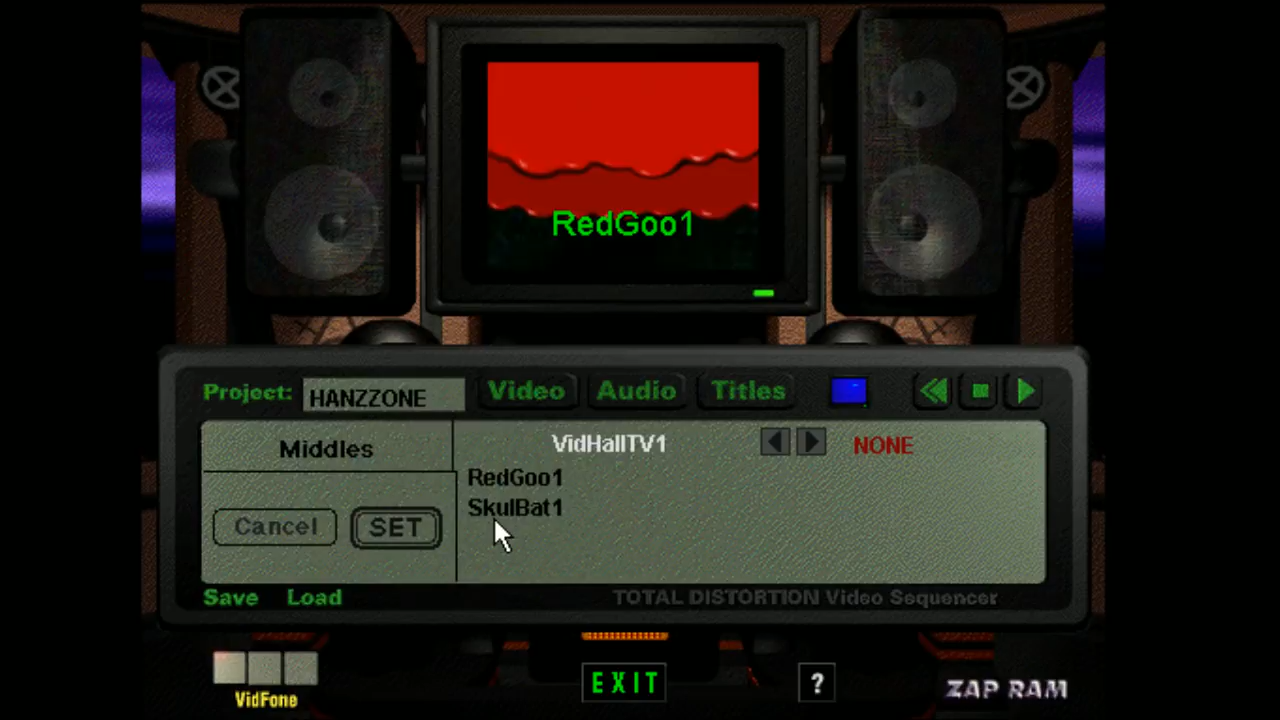 RedGoo1
Project: HANZZONE Video Audio Titles
Middles VidHallTV1 NONE
RedGoo1
SkulBat1
Cancel SET
Save Load TOTAL DISTORTION Video Sequencer
VidFone EXIT ? ZAP RAM